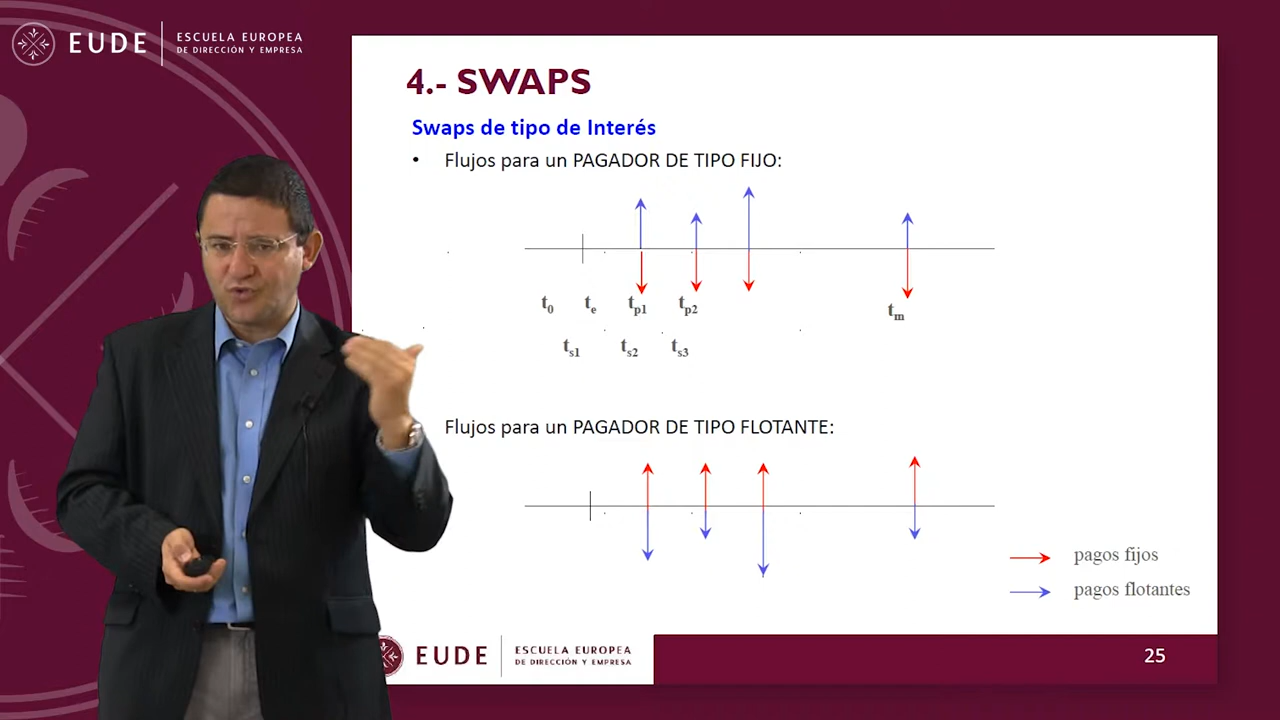 EUDE
ESCUELA EUROPEA
DE DIRECCIÓN Y EMPRESA
4.- SWAPS
Swaps de tipo de Interés
• Flujos para un PAGADOR DE TIPO FIJO:
t0 te tp1 tp2 tm
ts1 ts2 ts3
Flujos para un PAGADOR DE TIPO FLOTANTE:
pagos fijos
pagos flotantes
EUDE
ESCUELA EUROPEA
DE DIRECCIÓN Y EMPRESA
25